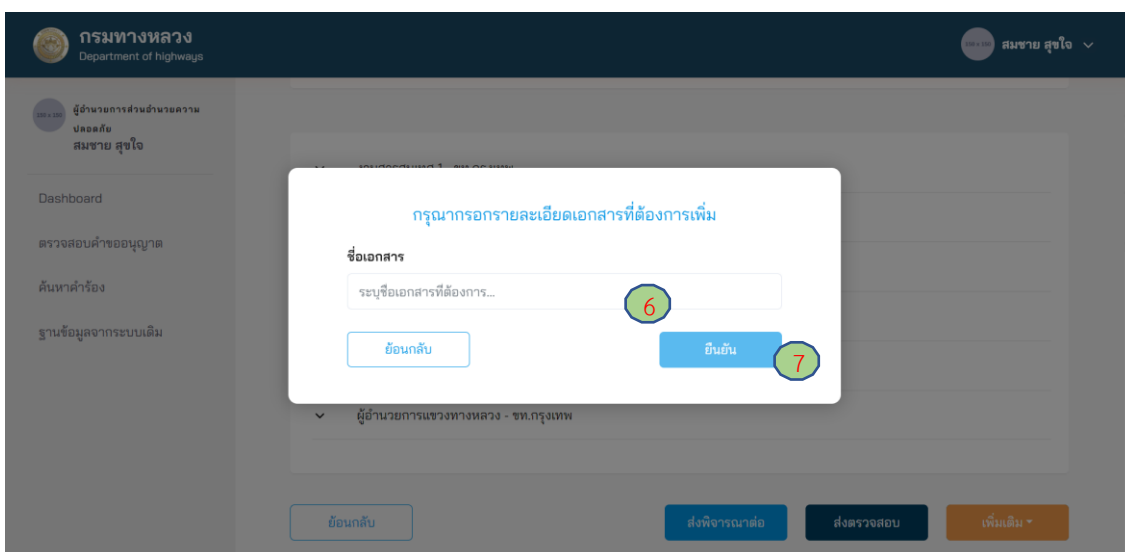 กรมทางหลวง
Department of highways
สมชาย สุขใจ
ผู้อำนวยการส่วนอำนวยความ
ปลอดภัย
สมชาย สุขใจ
Dashboard
ตรวจสอบคำขออนุญาต
ค้นหาคำร้อง
ฐานข้อมูลจากระบบเดิม
กรุณากรอกรายละเอียดเอกสารที่ต้องการเพิ่ม
ชื่อเอกสาร
ระบุชื่อเอกสารที่ต้องการ...
6
ย้อนกลับ
ยืนยัน
7
ผู้อำนวยการแขวงทางหลวง - ขท.กรุงเทพ
ย้อนกลับ
ส่งพิจารณาต่อ
ส่งตรวจสอบ
เพิ่มเติม